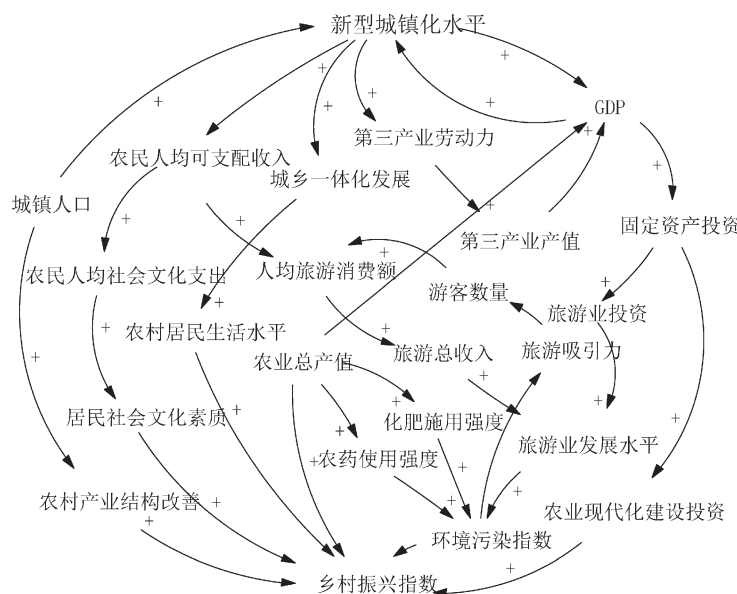 新型城镇化水平
GDP
第三产业劳动力
农民人均可支配收入
城乡一体化发展
城镇人口
固定资产投资
第三产业产值
农民人均社会文化支出
人均旅游消费额
游客数量
旅游业投资
农村居民生活水平
农业总产值
旅游总收入
旅游吸引力
居民社会文化素质
化肥施用强度
旅游业发展水平
农药使用强度
农村产业结构改善
农业现代化建设投资
环境污染指数
乡村振兴指数